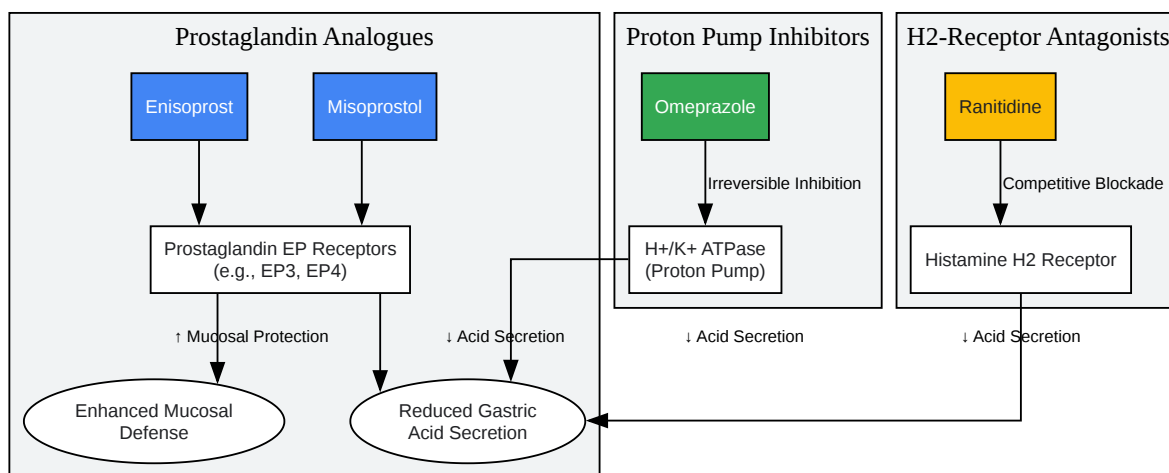 Prostaglandin Analogues
Proton Pump Inhibitors
H2-Receptor Antagonists
Enisoprost
Misoprostol
Omeprazole
Ranitidine
Irreversible Inhibition
Competitive Blockade
Prostaglandin EP Receptors
(e.g., EP3, EP4)
H+/K+ ATPase
(Proton Pump)
Histamine H2 Receptor
↑ Mucosal Protection
↓ Acid Secretion
↓ Acid Secretion
↓ Acid Secretion
Enhanced Mucosal
Defense
Reduced Gastric
Acid Secretion